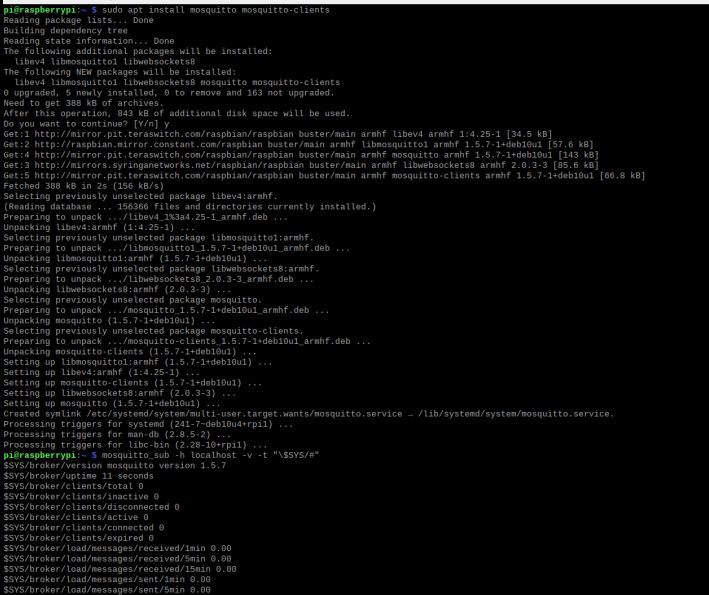 pi@raspberrypi:~ $ sudo apt install mosquitto mosquitto-clients
Reading package lists... Done
Building dependency tree
Reading state information... Done
The following additional packages will be installed:
  libev4 libmosquitto1 libwebsockets8
The following NEW packages will be installed:
  libev4 libmosquitto1 libwebsockets8 mosquitto mosquitto-clients
0 upgraded, 5 newly installed, 0 to remove and 163 not upgraded.
Need to get 388 kB of archives.
After this operation, 843 kB of additional disk space will be used.
Do you want to continue? [Y/n] y
Get:1 http://mirror.pit.teraswitch.com/raspbian/raspbian buster/main armhf libev4 armhf 1:4.25-1 [34.5 kB]
Get:2 http://raspbian.mirror.constant.com/raspbian buster/main armhf libmosquitto1 armhf 1.5.7-1+deb10u1 [57.6 kB]
Get:4 http://mirror.pit.teraswitch.com/raspbian/raspbian buster/main armhf mosquitto armhf 1.5.7-1+deb10u1 [143 kB]
Get:3 http://mirrors.syringanetworks.net/raspbian/raspbian buster/main armhf libwebsockets8 armhf 2.0.3-3 [85.6 kB]
Get:5 http://mirror.pit.teraswitch.com/raspbian/raspbian buster/main armhf mosquitto-clients armhf 1.5.7-1+deb10u1 [66.8 kB]
Fetched 388 kB in 2s (156 kB/s)
Selecting previously unselected package libev4:armhf.
(Reading database ... 156366 files and directories currently installed.)
Preparing to unpack .../libev4_1%3a4.25-1_armhf.deb ...
Unpacking libev4:armhf (1:4.25-1) ...
Selecting previously unselected package libmosquitto1:armhf.
Preparing to unpack .../libmosquitto1_1.5.7-1+deb10u1_armhf.deb ...
Unpacking libmosquitto1:armhf (1.5.7-1+deb10u1) ...
Selecting previously unselected package libwebsockets8:armhf.
Preparing to unpack .../libwebsockets8_2.0.3-3_armhf.deb ...
Unpacking libwebsockets8:armhf (2.0.3-3) ...
Selecting previously unselected package mosquitto.
Preparing to unpack .../mosquitto_1.5.7-1+deb10u1_armhf.deb ...
Unpacking mosquitto (1.5.7-1+deb10u1) ...
Selecting previously unselected package mosquitto-clients.
Preparing to unpack .../mosquitto-clients_1.5.7-1+deb10u1_armhf.deb ...
Unpacking mosquitto-clients (1.5.7-1+deb10u1) ...
Setting up libmosquitto1:armhf (1.5.7-1+deb10u1) ...
Setting up libev4:armhf (1:4.25-1) ...
Setting up mosquitto-clients (1.5.7-1+deb10u1) ...
Setting up libwebsockets8:armhf (2.0.3-3) ...
Setting up mosquitto (1.5.7-1+deb10u1) ...
Created symlink /etc/systemd/system/multi-user.target.wants/mosquitto.service → /lib/systemd/system/mosquitto.service.
Processing triggers for systemd (241-7~deb10u4+rpi1) ...
Processing triggers for man-db (2.8.5-2) ...
Processing triggers for libc-bin (2.28-10+rpi1) ...
pi@raspberrypi:~ $ mosquitto_sub -h localhost -v -t "\$SYS/#"
$SYS/broker/version mosquitto version 1.5.7
$SYS/broker/uptime 11 seconds
$SYS/broker/clients/total 0
$SYS/broker/clients/inactive 0
$SYS/broker/clients/disconnected 0
$SYS/broker/clients/active 0
$SYS/broker/clients/connected 0
$SYS/broker/clients/expired 0
$SYS/broker/load/messages/received/1min 0.00
$SYS/broker/load/messages/received/5min 0.00
$SYS/broker/load/messages/received/15min 0.00
$SYS/broker/load/messages/sent/1min 0.00
$SYS/broker/load/messages/sent/5min 0.00